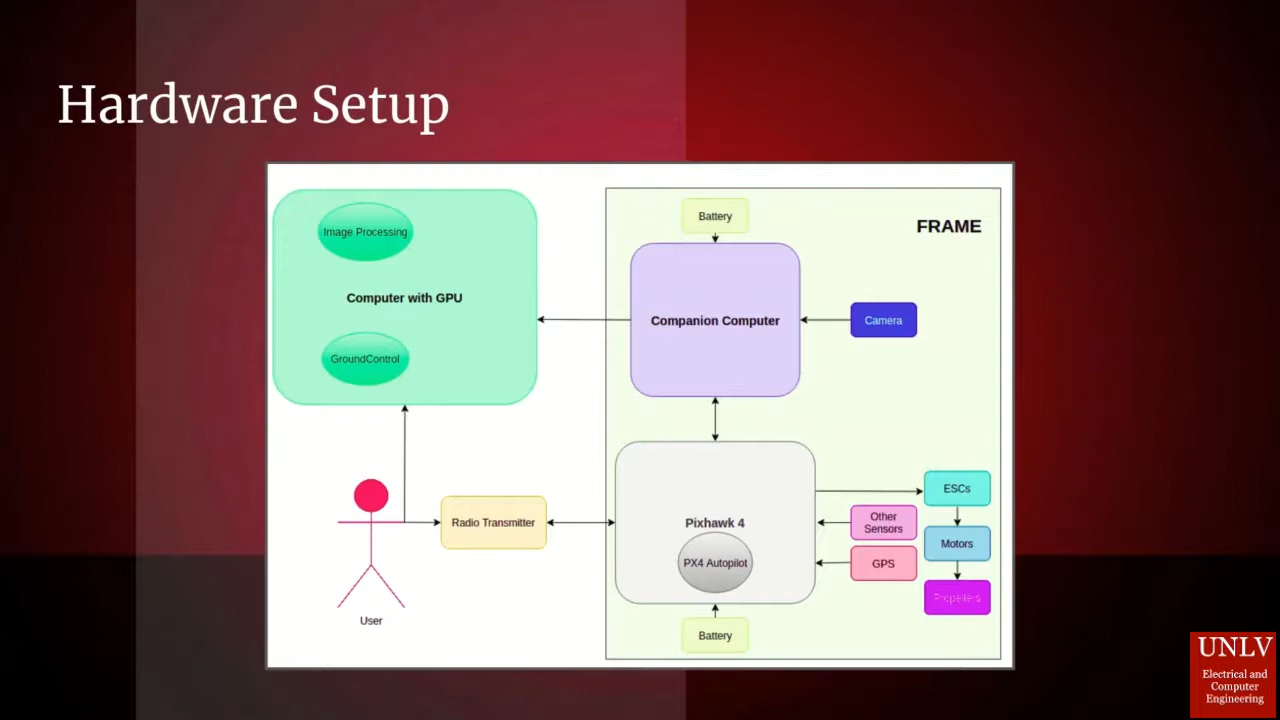 Hardware Setup
Image Processing
Computer with GPU
GroundControl
User
Radio Transmitter
FRAME
Battery
Companion Computer
Camera
Pixhawk 4
PX4 Autopilot
Battery
ESCs
Other
Sensors
GPS
Motors
Propellers
UNLV
Electrical and
Computer
Engineering